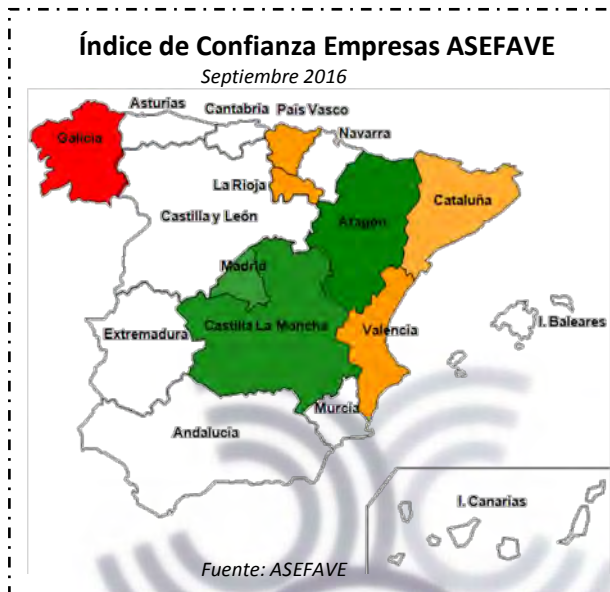 Índice de Confianza Empresas ASEFAVE
Septiembre 2016
Asturias
Cantabria
País Vasco
Galicia
Navarra
La Rioja
Cataluña
Castilla y León
Aragon
Madrid
I. Baleares
Extremadura
Castilla La Mancha
Valencia
Murcia
Andalucía
I. Canarias
Fuente: ASEFAVE